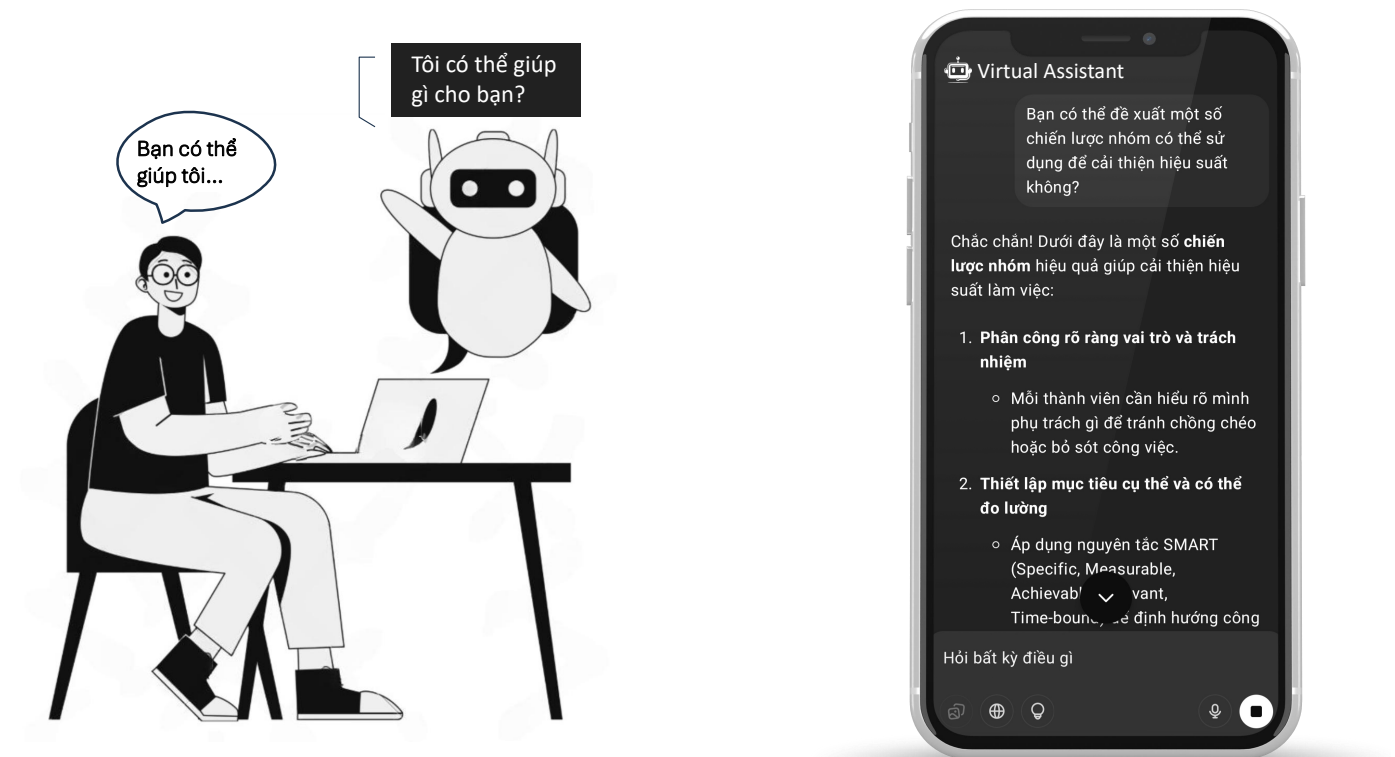 Tôi có thể giúp
gì cho bạn?
Bạn có thể
giúp tôi...
Virtual Assistant
Bạn có thể đề xuất một số
chiến lược nhóm có thể sử
dụng để cải thiện hiệu suất
không?
Chắc chắn! Dưới đây là một số chiến
lược nhóm hiệu quả giúp cải thiện hiệu
suất làm việc:
1. Phân công rõ ràng vai trò và trách
nhiệm
Mỗi thành viên cần hiểu rõ mình
phụ trách gì để tránh chồng chéo
hoặc bỏ sót công việc.
2. Thiết lập mục tiêu cụ thể và có thể
đo lường
Áp dụng nguyên tắc SMART
(Specific, Measurable,
Time-bound) để định hướng công
Hỏi bất kỳ điều gì